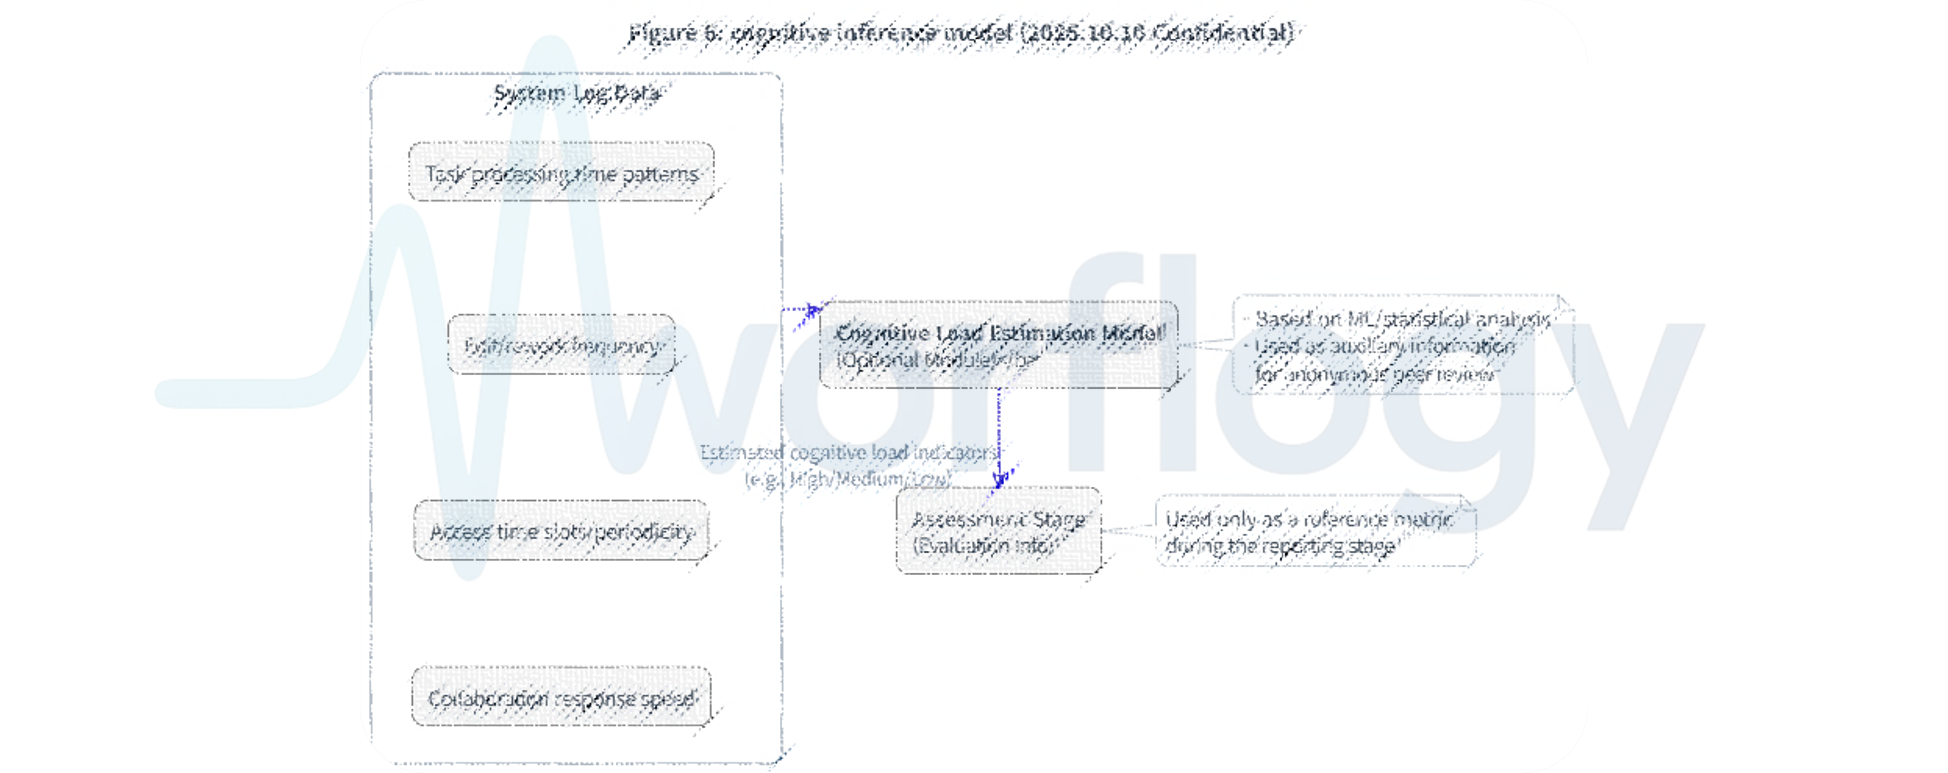 Figure 6: cognitive inference model (2025.10.10 Confidential)
System Log Data
Task processing time patterns
Edit/rework frequency
Access time slots/periodicity
Collaboration response speed
Cognitive Load Estimation Model
(Optional Module)</b>
- Based on ML/statistical analysis
- Used as auxiliary information
for anonymous peer review
Estimated cognitive load indicators
(e.g., High/Medium/Low)
Assessment Stage
(Evaluation Info)
Used only as a reference metric
during the reporting stage
worflogy